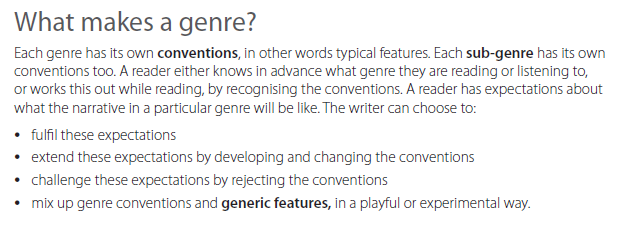 What makes a genre?
Each genre has its own conventions, in other words typical features. Each sub-genre has its own
conventions too. A reader either knows in advance what genre they are reading or listening to,
or works this out while reading, by recognising the conventions. A reader has expectations about
what the narrative in a particular genre will be like. The writer can choose to:
• fulfil these expectations
• extend these expectations by developing and changing the conventions
• challenge these expectations by rejecting the conventions
• mix up genre conventions and generic features, in a playful or experimental way.